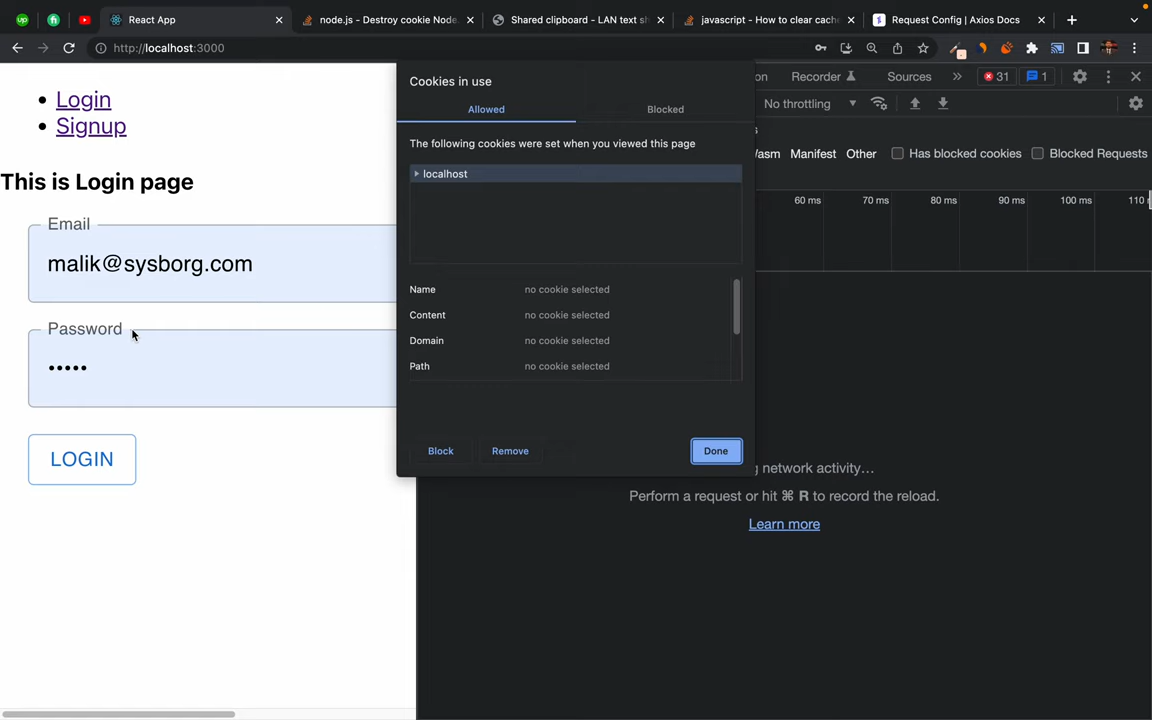 React App
node.js - Destroy cookie Node.
Shared clipboard - LAN text sh
javascript - How to clear cache
Request Config | Axios Docs
http://localhost:3000
Login
Signup
This is Login page
Email
malik@sysborg.com
Password
•••••
LOGIN
Cookies in use
Allowed
Blocked
The following cookies were set when you viewed this page
localhost
Name no cookie selected
Content no cookie selected
Domain no cookie selected
Path no cookie selected
Block
Remove
Done
Recorder
Sources
31
1
No throttling
Manifest
Other
Has blocked cookies
Blocked Requests
60 ms
70 ms
80 ms
90 ms
100 ms
110
network activity…
Perform a request or hit ⌘ R to record the reload.
Learn more